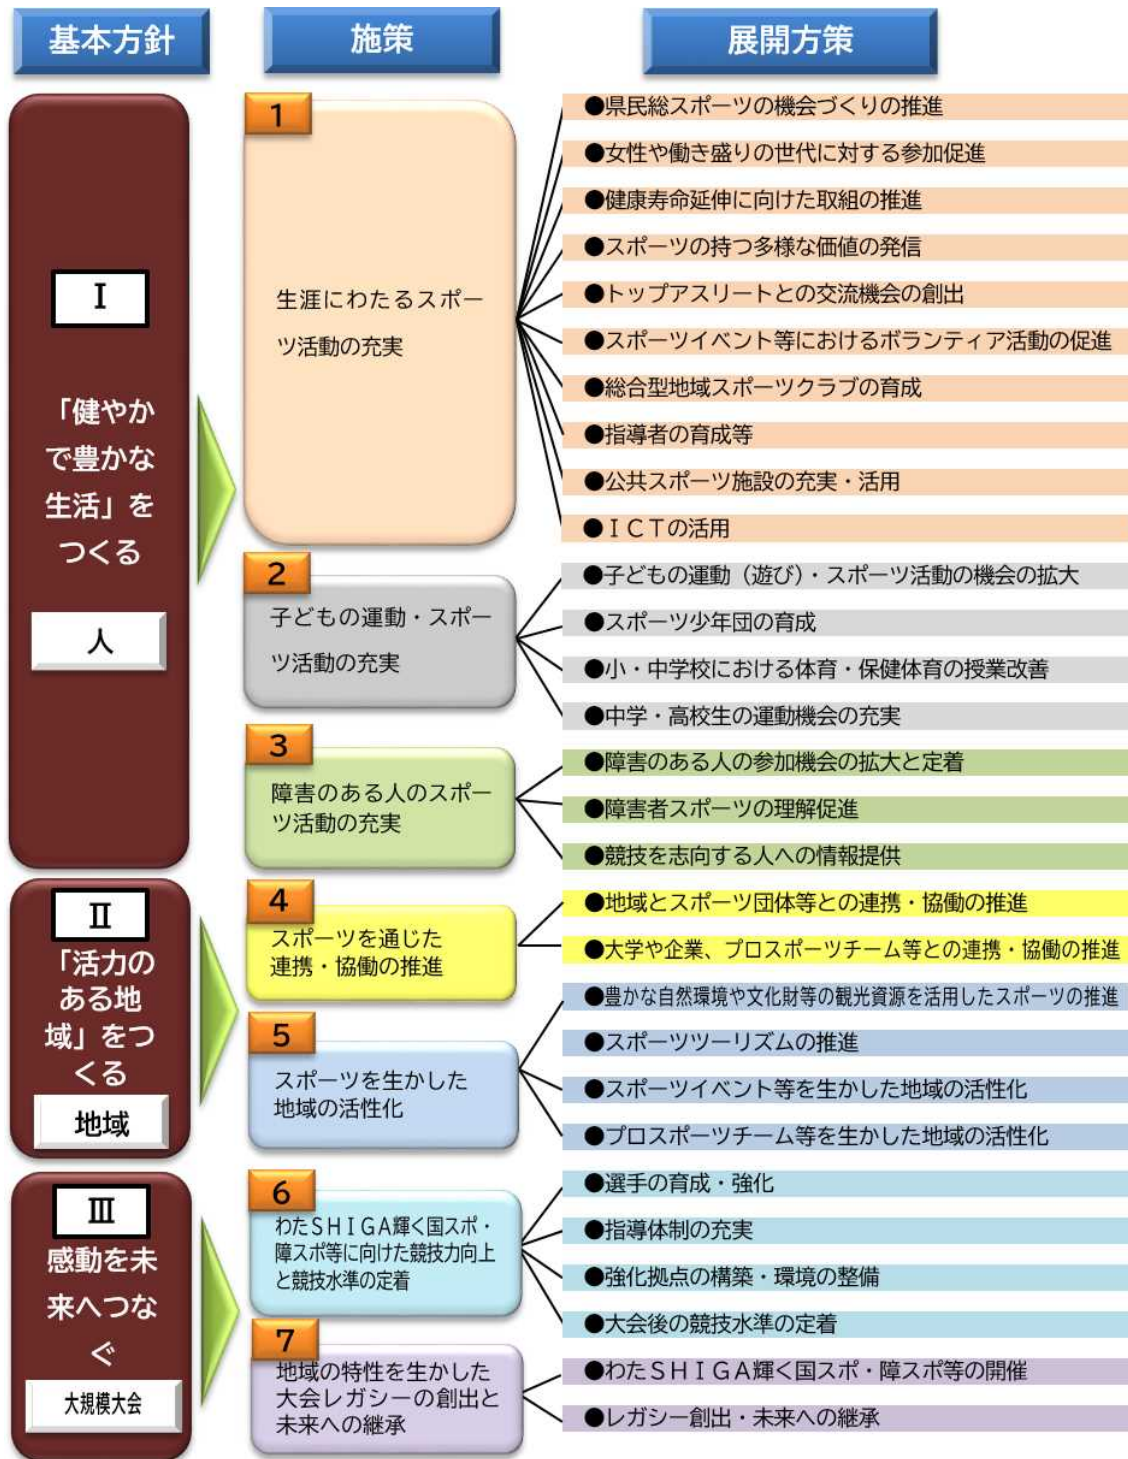 基本方針
施策
展開方策
Ⅰ
「健やか
で豊かな
生活」を
つくる
人
1
生涯にわたるスポー
ツ活動の充実
●県民総スポーツの機会づくりの推進
●女性や働き盛りの世代に対する参加促進
●健康寿命延伸に向けた取組の推進
●スポーツの持つ多様な価値の発信
●トップアスリートとの交流機会の創出
●スポーツイベント等におけるボランティア活動の促進
●総合型地域スポーツクラブの育成
●指導者の育成等
●公共スポーツ施設の充実・活用
●ＩＣＴの活用
2
子どもの運動・スポー
ツ活動の充実
●子どもの運動（遊び）・スポーツ活動の機会の拡大
●スポーツ少年団の育成
●小・中学校における体育・保健体育の授業改善
●中学・高校生の運動機会の充実
3
障害のある人のスポー
ツ活動の充実
●障害のある人の参加機会の拡大と定着
●障害者スポーツの理解促進
●競技を志向する人への情報提供
Ⅱ
「活力の
ある地
域」をつ
くる
地域
4
スポーツを通じた
連携・協働の推進
●地域とスポーツ団体等との連携・協働の推進
●大学や企業、プロスポーツチーム等との連携・協働の推進
5
スポーツを生かした
地域の活性化
●豊かな自然環境や文化財等の観光資源を活用したスポーツの推進
●スポーツツーリズムの推進
●スポーツイベント等を生かした地域の活性化
●プロスポーツチーム等を生かした地域の活性化
Ⅲ
感動を未
来へつな
ぐ
大規模大会
6
わたＳＨＩＧＡ輝く国スポ・
障スポ等に向けた競技力向上
と競技水準の定着
●選手の育成・強化
●指導体制の充実
●強化拠点の構築・環境の整備
●大会後の競技水準の定着
7
地域の特性を生かした
大会レガシーの創出と
未来への継承
●わたＳＨＩＧＡ輝く国スポ・障スポ等の開催
●レガシー創出・未来への継承